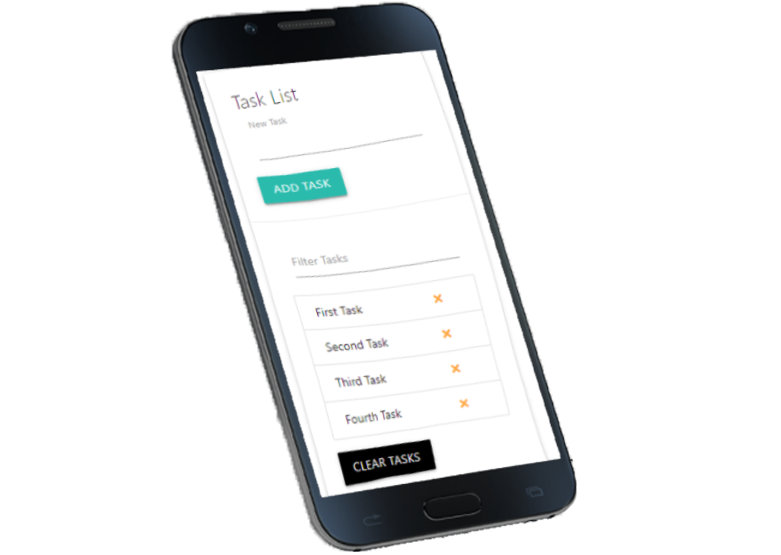 Task List
New Task
ADD TASK
Filter Tasks
First Task
Second Task
Third Task
Fourth Task
CLEAR TASKS